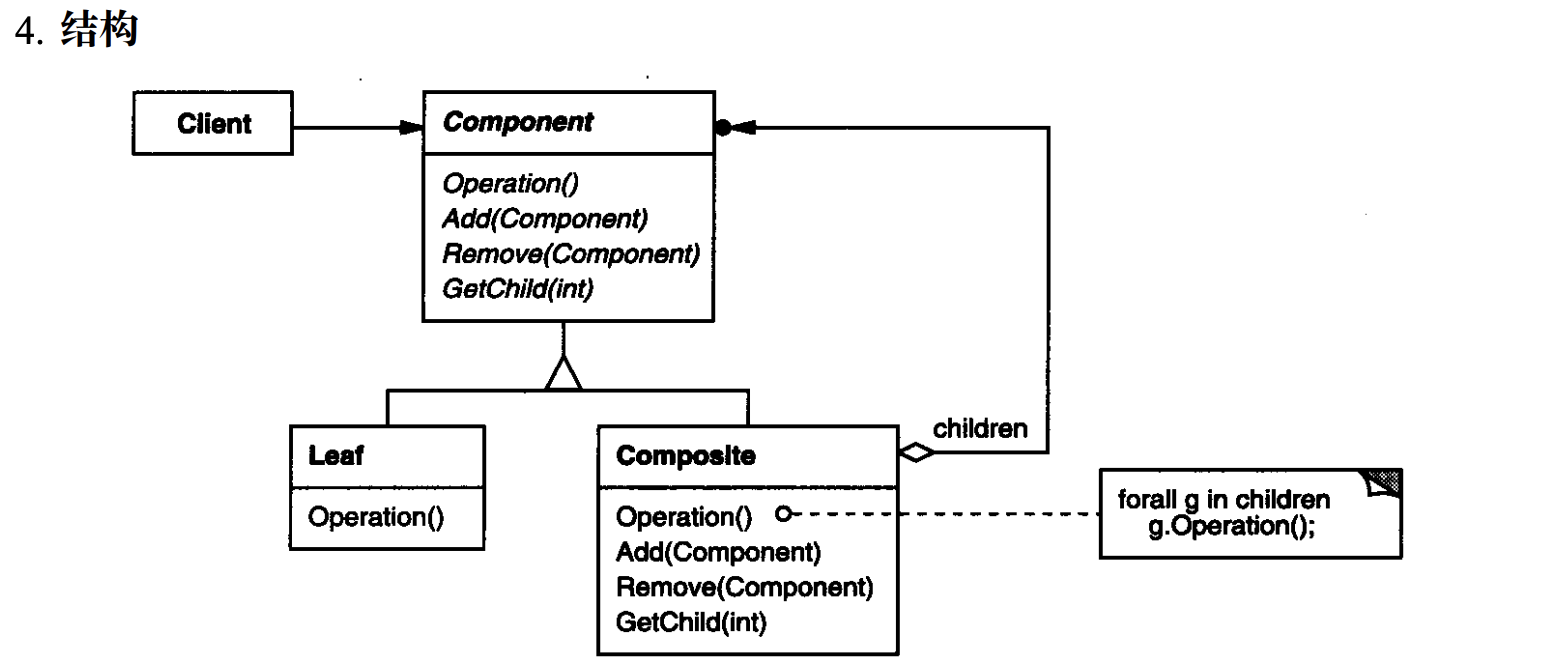 4. 结构
Client
Component
Operation()
Add(Component)
Remove(Component)
GetChild(int)
Leaf
Operation()
Composite
Operation()
Add(Component)
Remove(Component)
GetChild(int)
children
forall g in children
g.Operation();